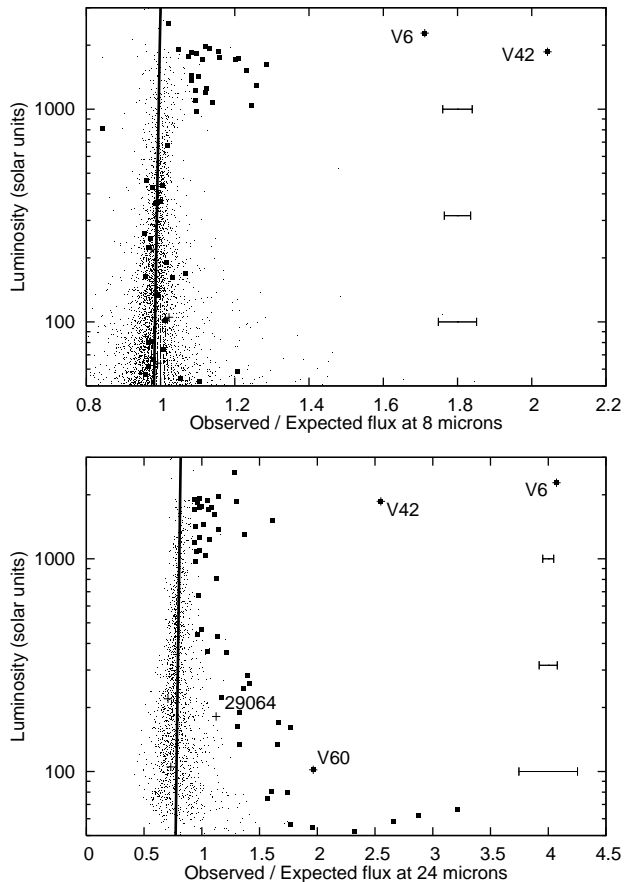 V6
V42
1000
100
Luminosity (solar units)
0.8 1 1.2 1.4 1.6 1.8 2 2.2
Observed / Expected flux at 8 microns
V6
V42
1000
29064
V60
100
Luminosity (solar units)
0 0.5 1 1.5 2 2.5 3 3.5 4 4.5
Observed / Expected flux at 24 microns